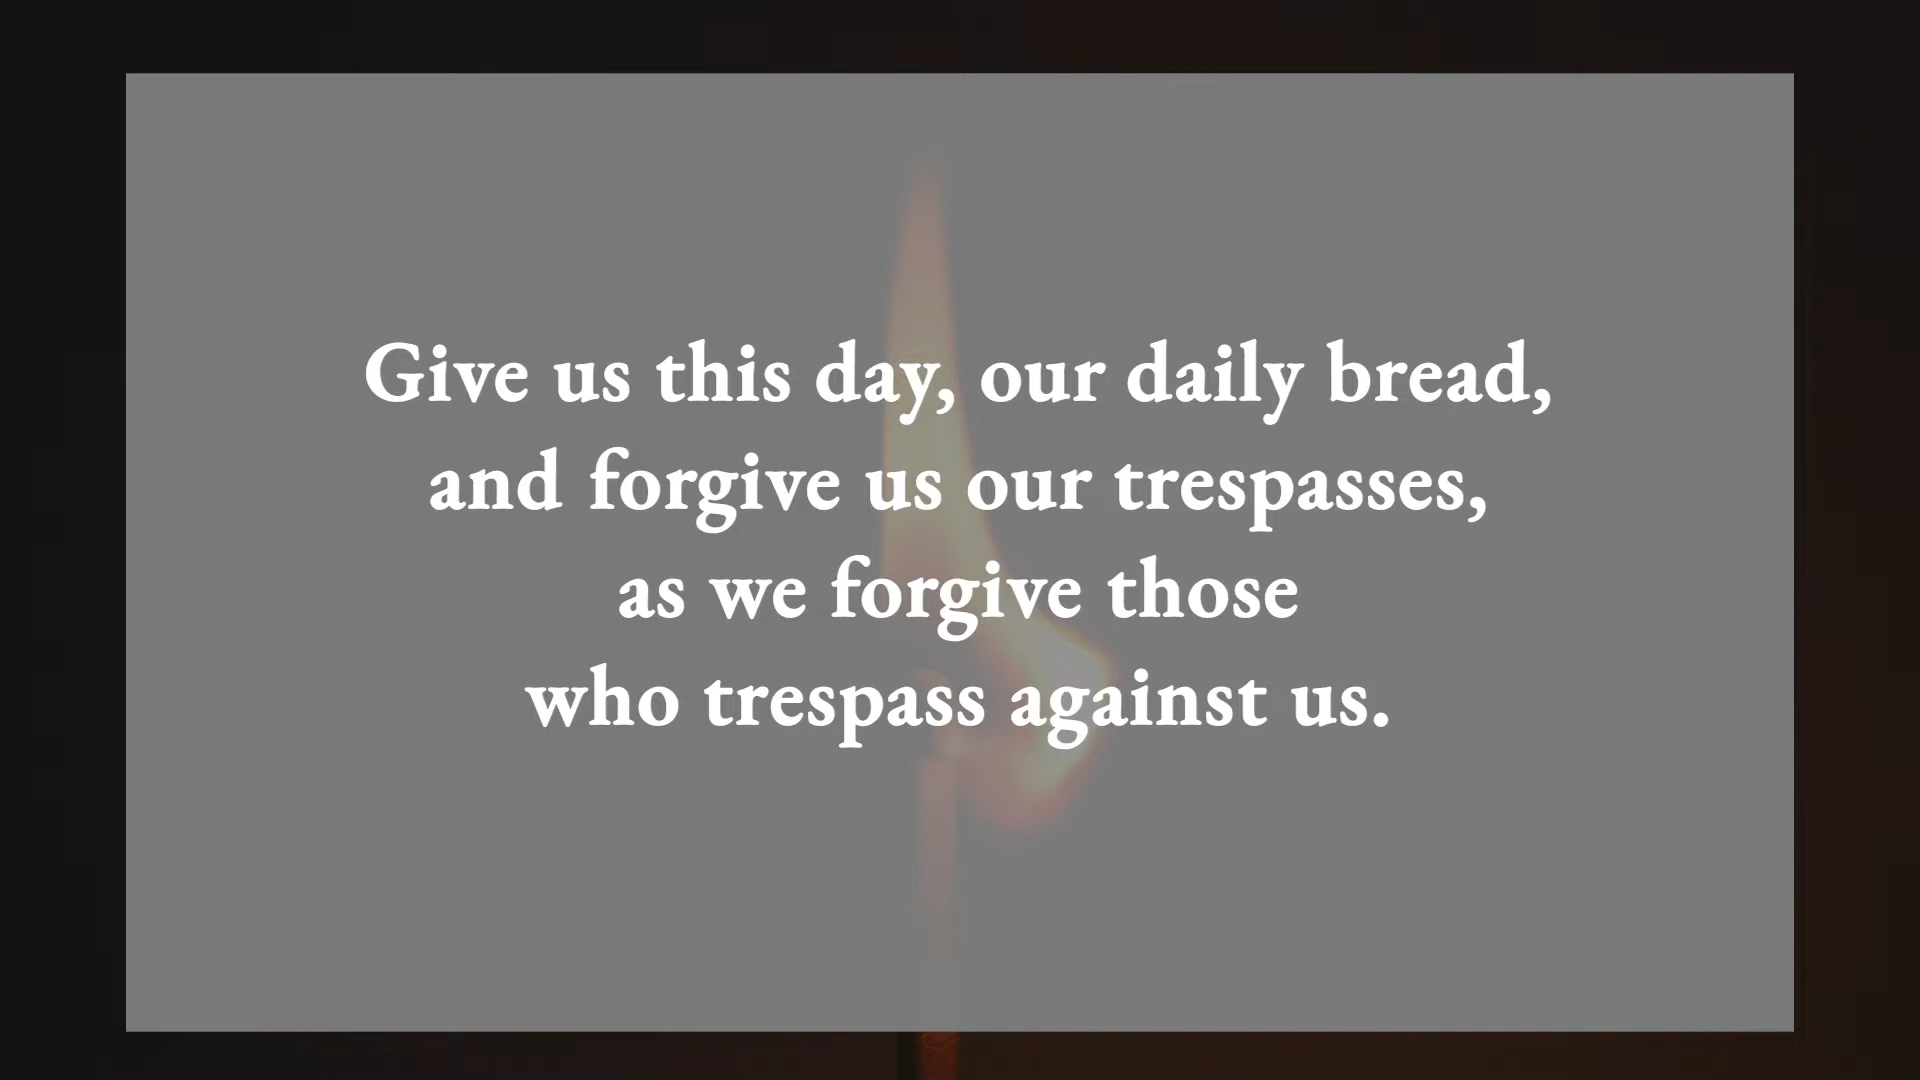 Give us this day, our daily bread,
and forgive us our trespasses,
as we forgive those
who trespass against us.